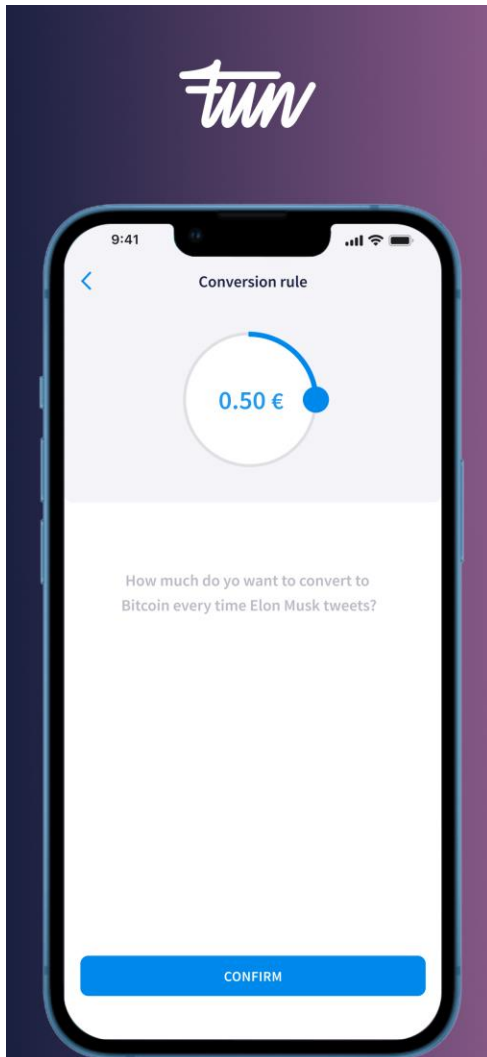 tun
9:41
Conversion rule
0.50 €
How much do yo want to convert to
Bitcoin every time Elon Musk tweets?
CONFIRM